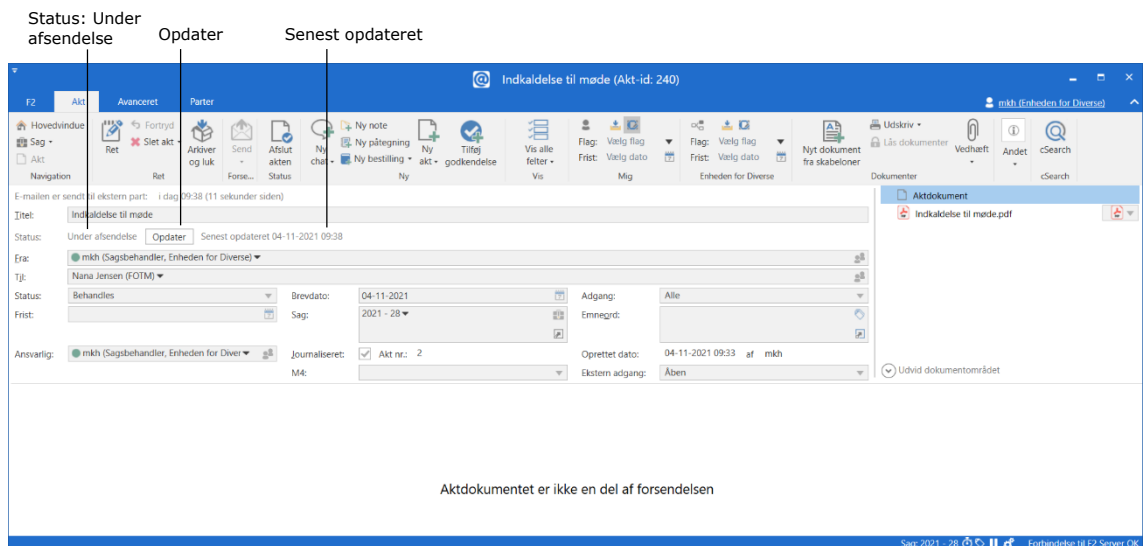 Status: Under
afsendelse
Opdater
Senest opdateret
Indkaldelse til møde (Akt-id: 240)
F2 Akt Avanceret Parter mkh (Enheden for Diverse)
Hovedvindue
Sag
Akt
Navigation
Ret
Fortryd
Slet akt
Ret
Arkiver
og luk
Send
Forse...
Afslut
akten
Status
Ny
chat
Ny note
Ny påtegning
Ny bestilling
Ny
akt
Tilføj
godkendelse
Ny
Vis alle
felter
Vis
Flag: Vælg flag
Frist: Vælg dato
Mig
Flag: Vælg flag
Frist: Vælg dato
Enheden for Diverse
Nyt dokument
fra skabeloner
Udskriv
Lås dokumenter
Vedhæft
Dokumenter
Andet
cSearch
cSearch
E-mailen er sendt til ekstern part: i dag 09:38 (11 sekunder siden)
Titel: Indkaldelse til møde
Status: Under afsendelse Opdater Senest opdateret 04-11-2021 09:38
Fra: mkh (Sagsbehandler, Enheden for Diverse)
Til: Nana Jensen (FOTM)
Status: Behandles Brevdato: 04-11-2021 Adgang: Alle
Frist: Sag: 2021 - 28 Emneord:
Ansvarlig: mkh (Sagsbehandler, Enheden for Diver Journaliseret: Akt nr.: 2 Oprettet dato: 04-11-2021 09:33 af mkh
M4: Ekstern adgang: Åben
Aktdokument
Indkaldelse til møde.pdf
Udvid dokumentområdet
Aktdokumentet er ikke en del af forsendelsen
Sag: 2021 - 28 Forbindelse til F2 Server OK